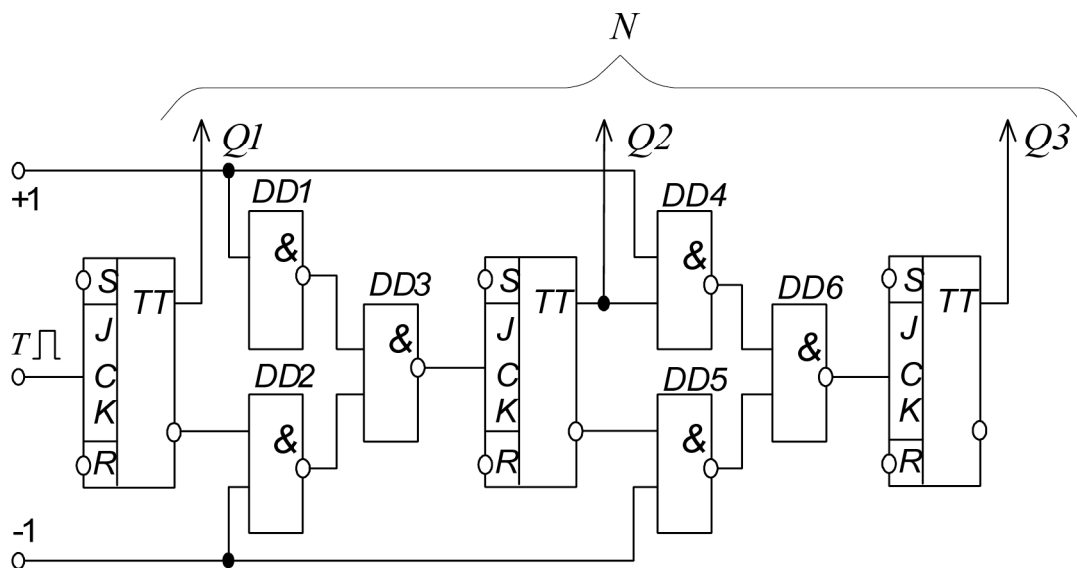 N
Q1 Q2 Q3
+1
DD1 DD4
& &
S TT DD3 S TT DD6 S TT
J & J & J
T C C C
K DD2 K DD5 K
& &
R R R
-1